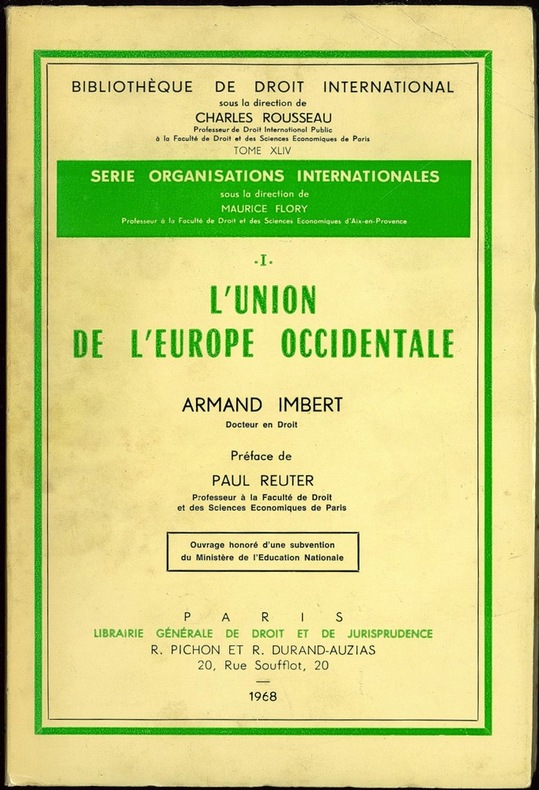 BIBLIOTHÈQUE DE DROIT INTERNATIONAL
sous la direction de
CHARLES ROUSSEAU
Professeur de Droit International Public
à la Faculté de Droit et des Sciences Economiques de Paris
TOME XLIV
SERIE ORGANISATIONS INTERNATIONALES
sous la direction de
MAURICE FLORY
Professeur à la Faculté de Droit et des Sciences Economiques d'Aix-en-Provence
-I-
L'UNION
DE L'EUROPE OCCIDENTALE
ARMAND IMBERT
Docteur en Droit
Préface de
PAUL REUTER
Professeur à la Faculté de Droit
et des Sciences Economiques de Paris
Ouvrage honoré d'une subvention
du Ministère de l'Education Nationale
PARIS
LIBRAIRIE GÉNÉRALE DE DROIT ET DE JURISPRUDENCE
R. PICHON ET R. DURAND-AUZIAS
20, Rue Soufflot, 20
1968